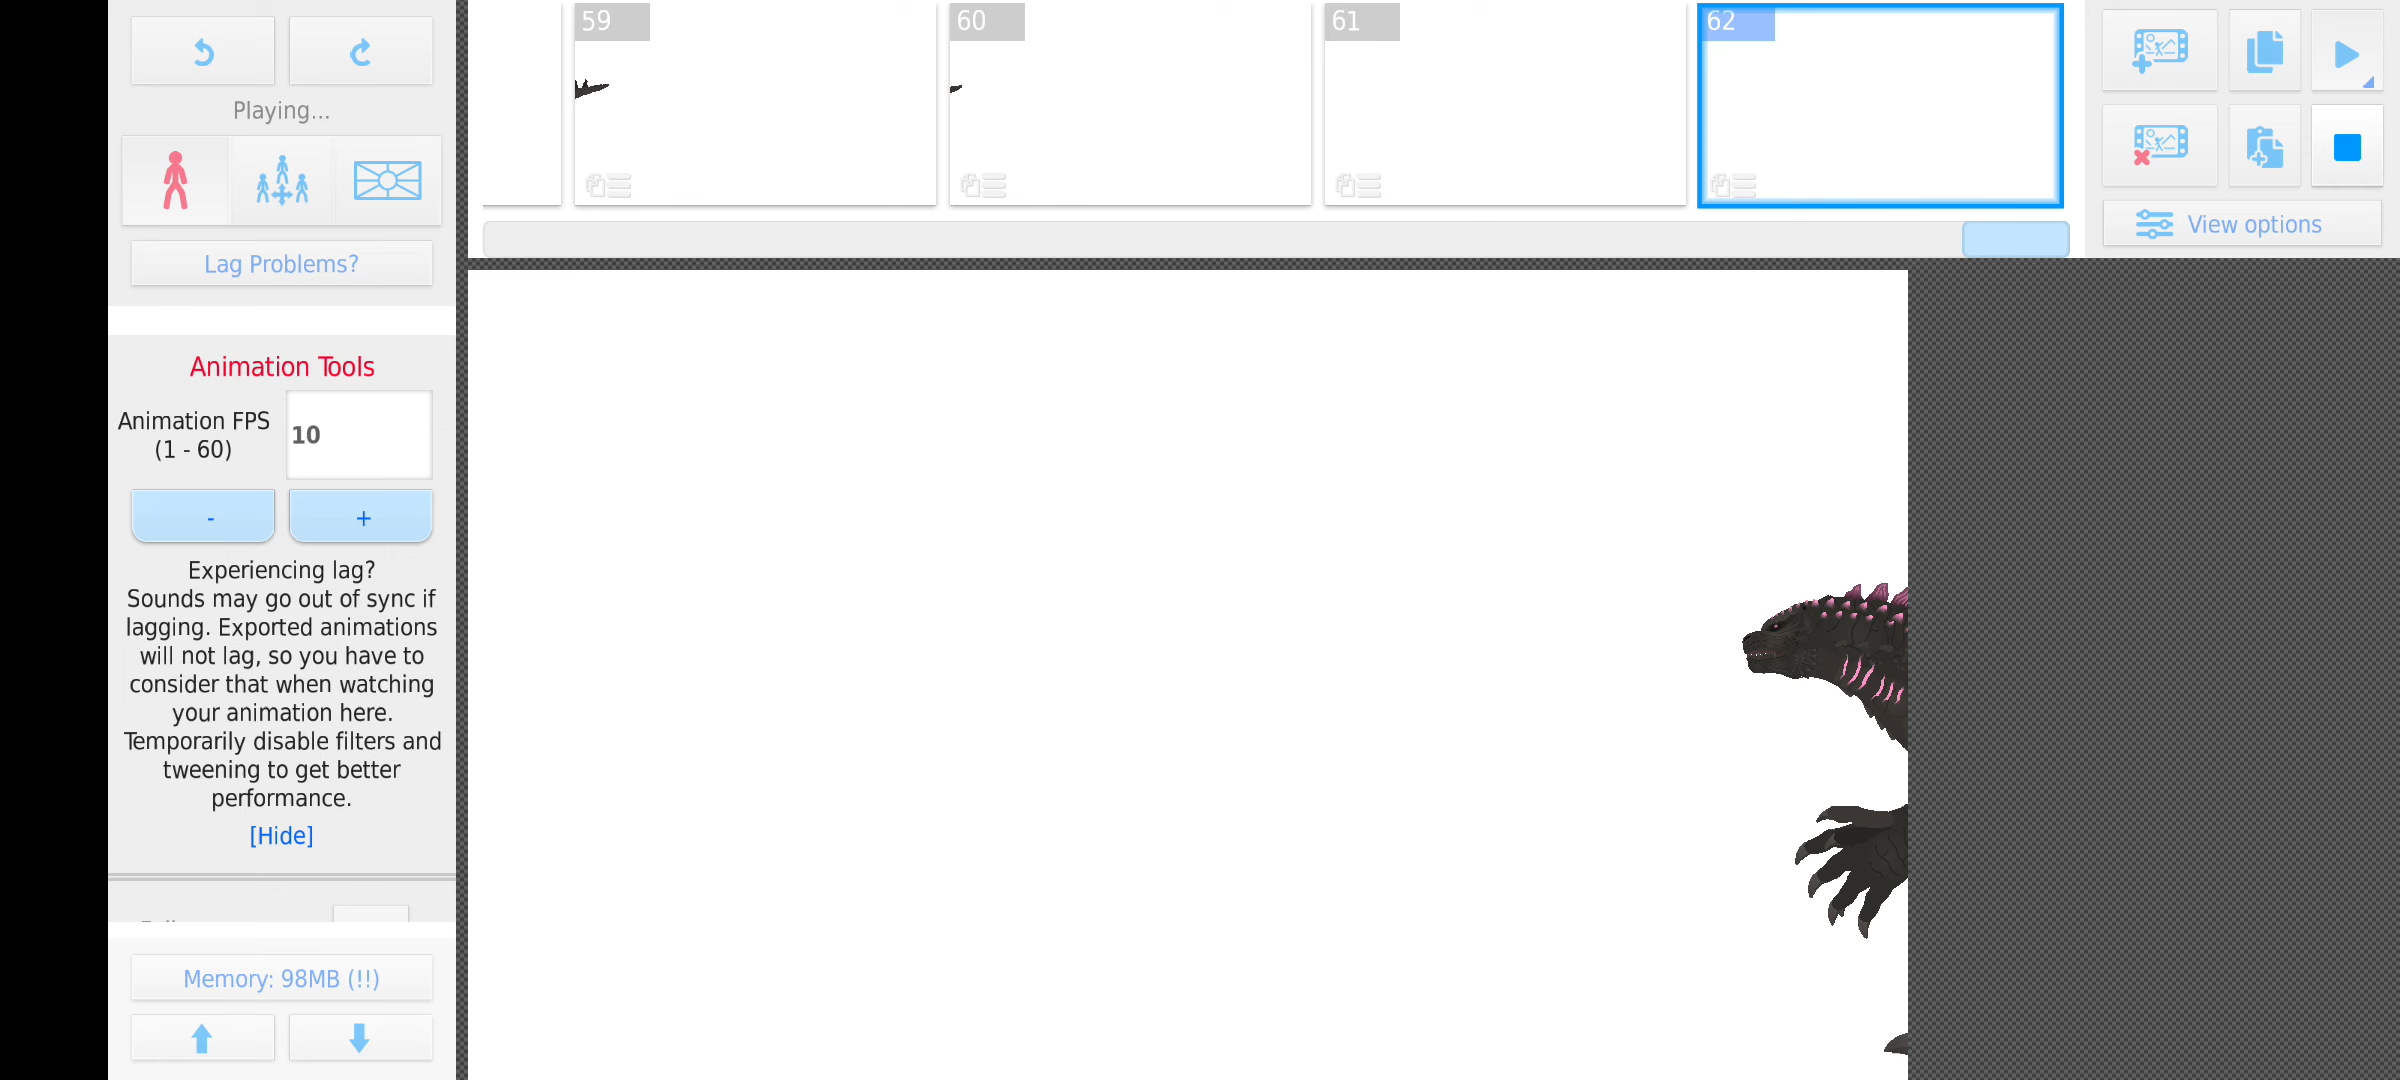 Playing...
Lag Problems?
Animation Tools
Animation FPS
(1 - 60)
10
-
+
Experiencing lag?
Sounds may go out of sync if
lagging. Exported animations
will not lag, so you have to
consider that when watching
your animation here.
Temporarily disable filters and
tweening to get better
performance.
[Hide]
Memory: 98MB (!!)
59
60
61
62
View options